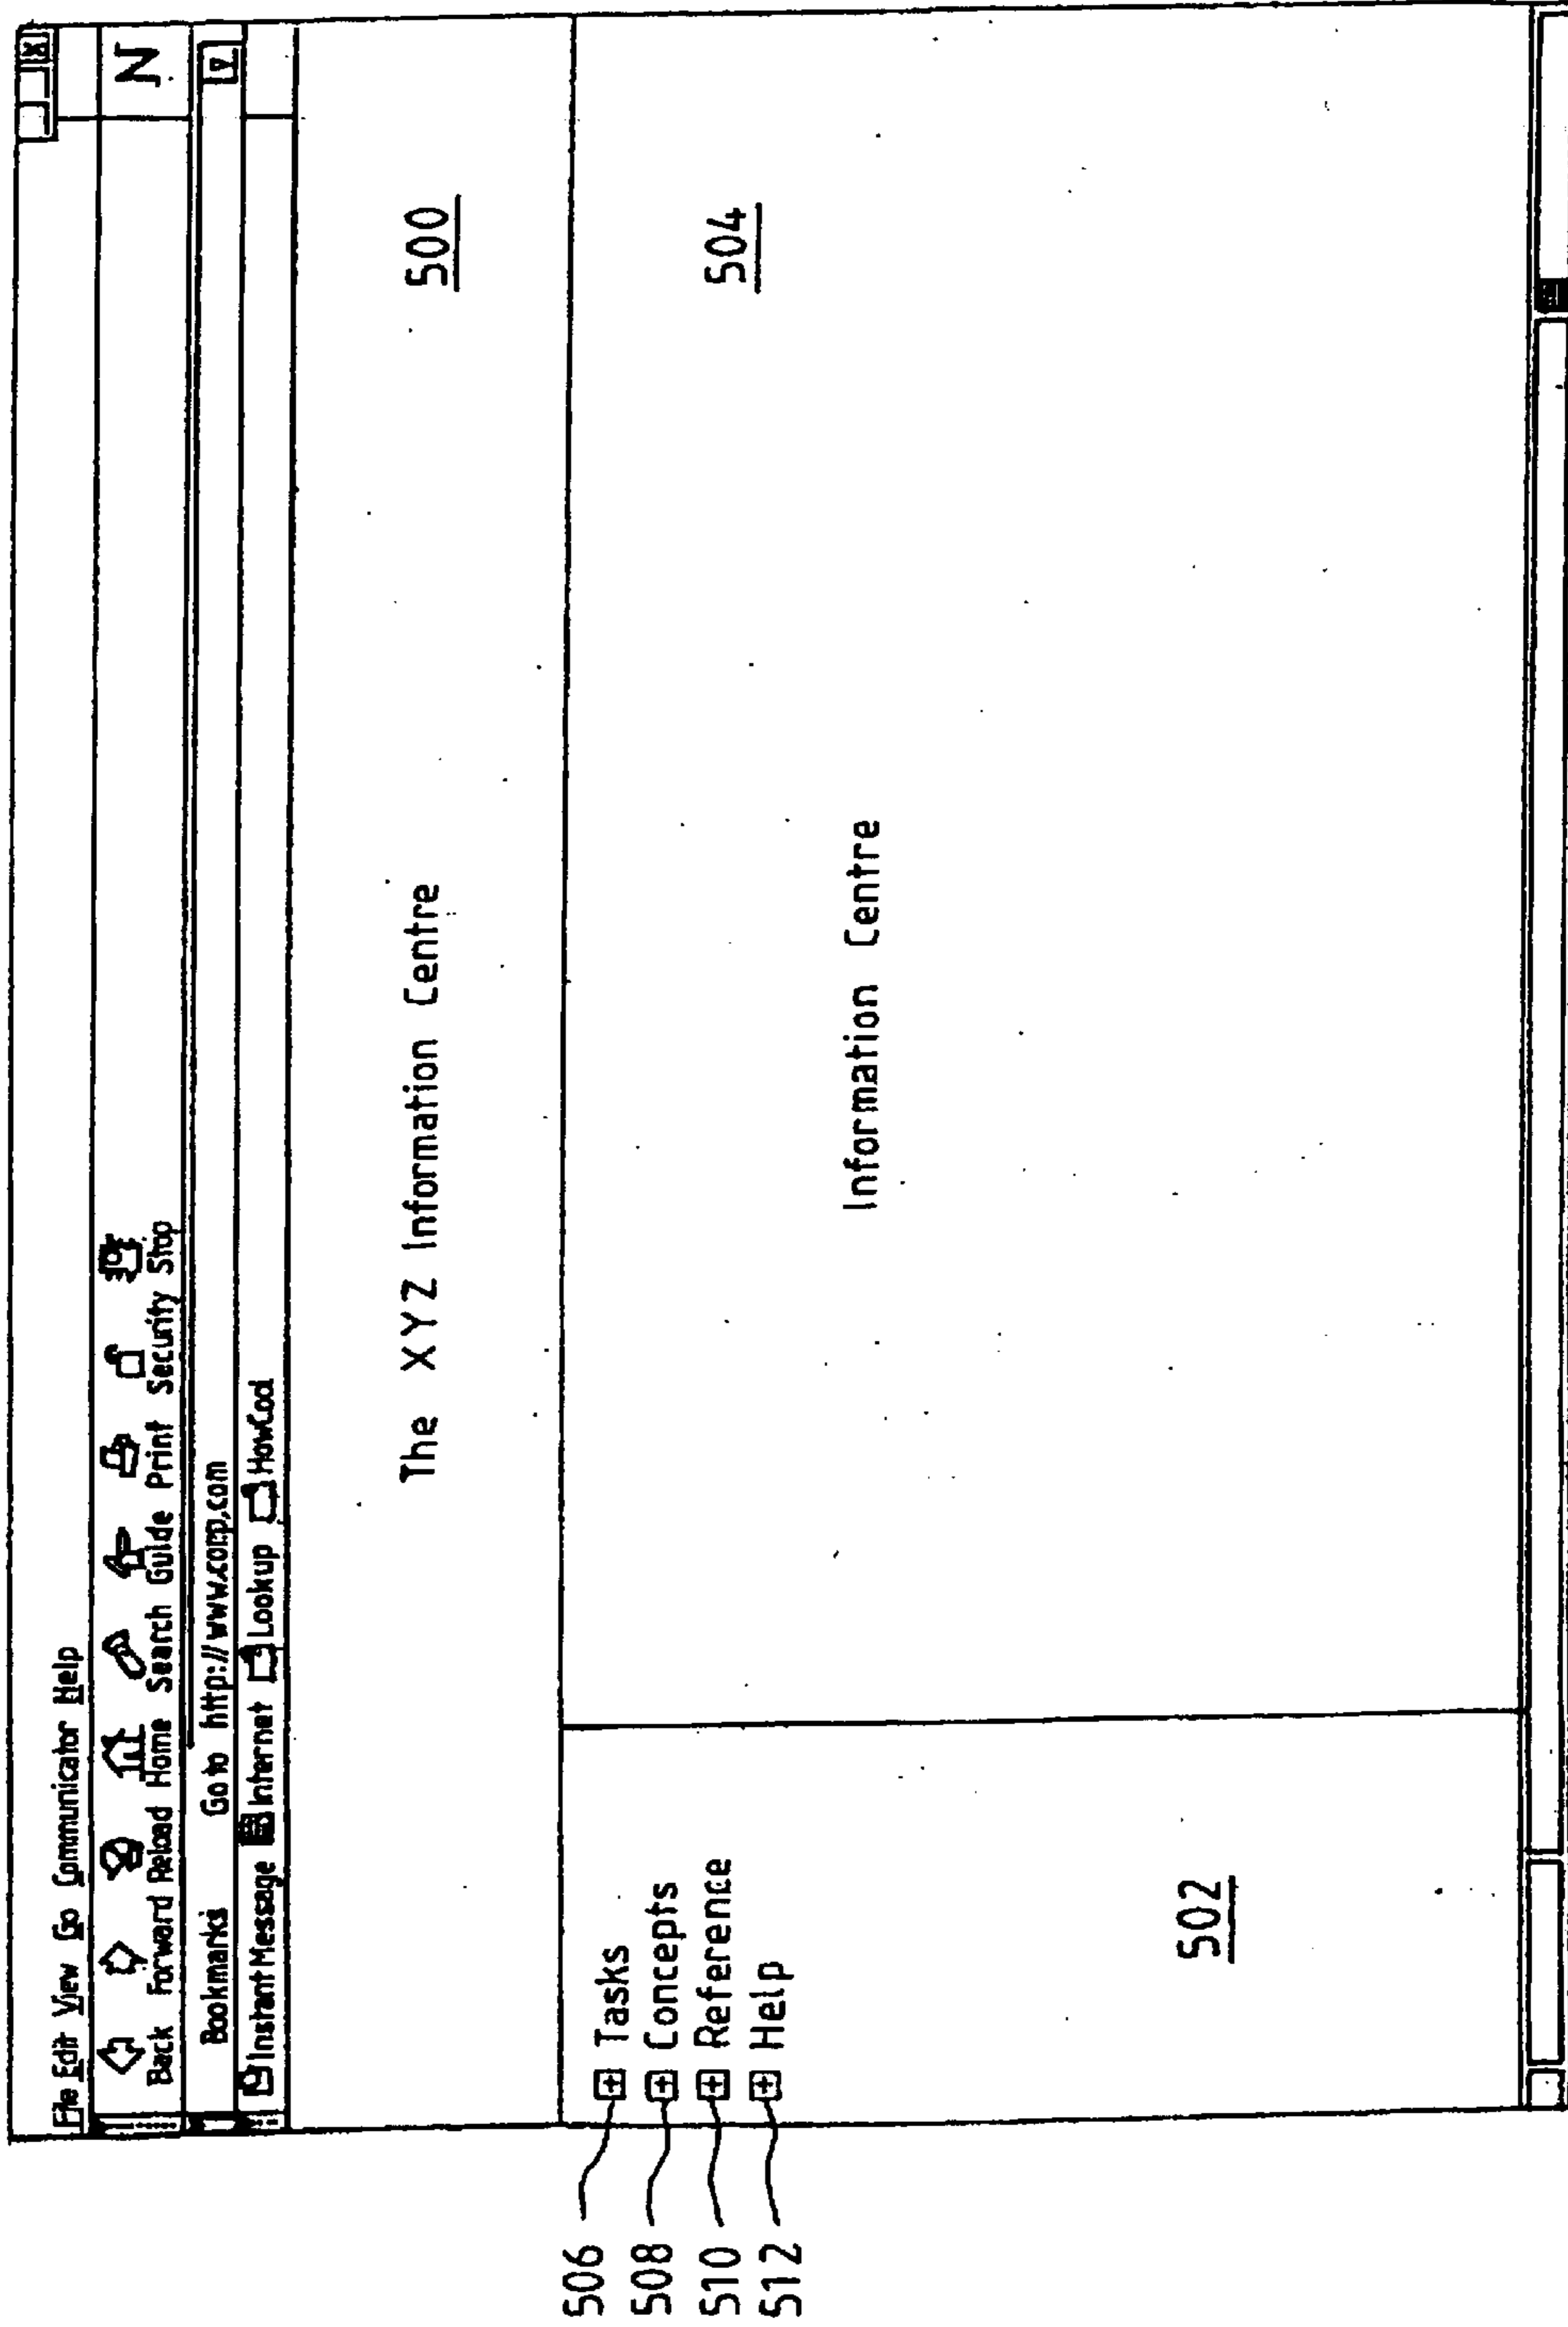 File Edit View Go Communicator Help
Back Forward Reload Home Search Guide Print Security Stop
N
Bookmarks Go to http://www.corp.com
Instant Message Internet Lookup HowCool
The XYZ Information Centre
500
506 Tasks
508 Concepts
510 Reference
512 Help
504
Information Centre
502